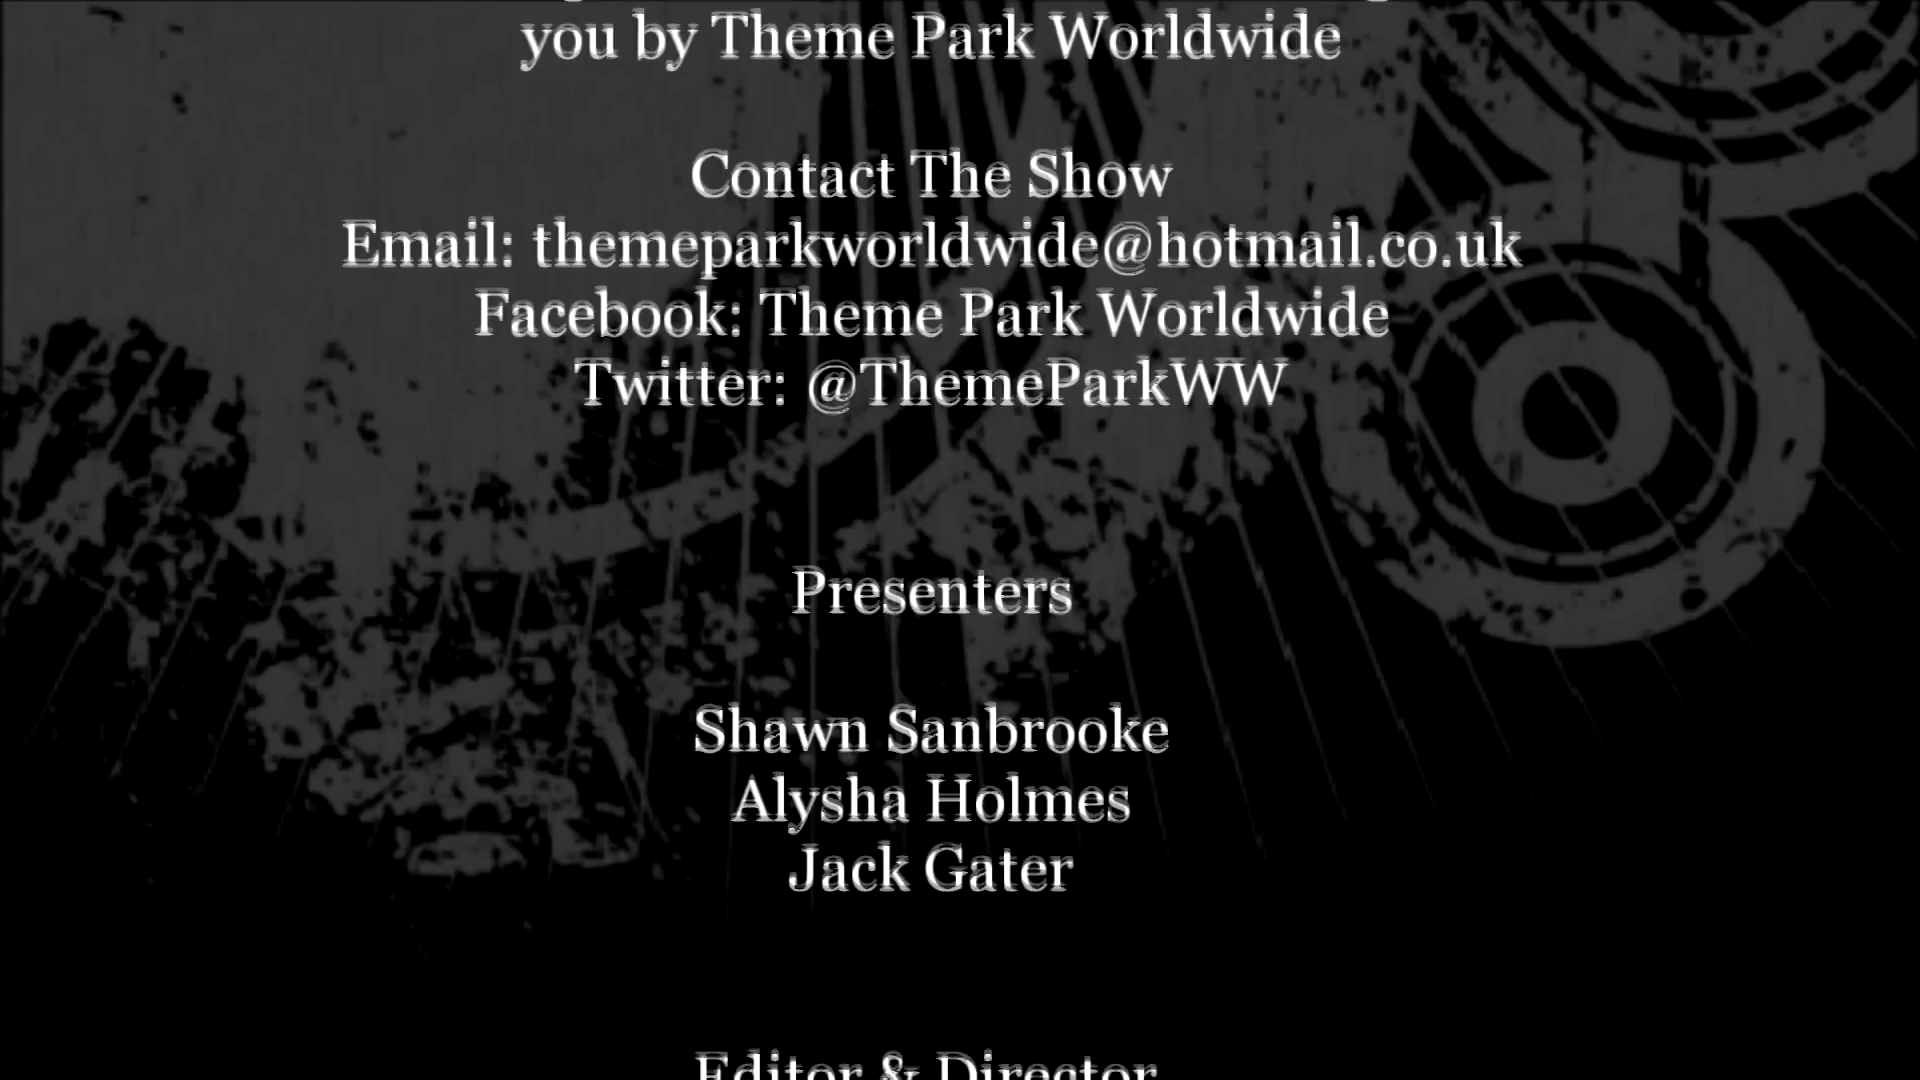 you by Theme Park Worldwide
Contact The Show
Email: themeparkworldwide@hotmail.co.uk
Facebook: Theme Park Worldwide
Twitter: @ThemeParkWW
Presenters
Shawn Sanbrooke
Alysha Holmes
Jack Gater
Editor & Director